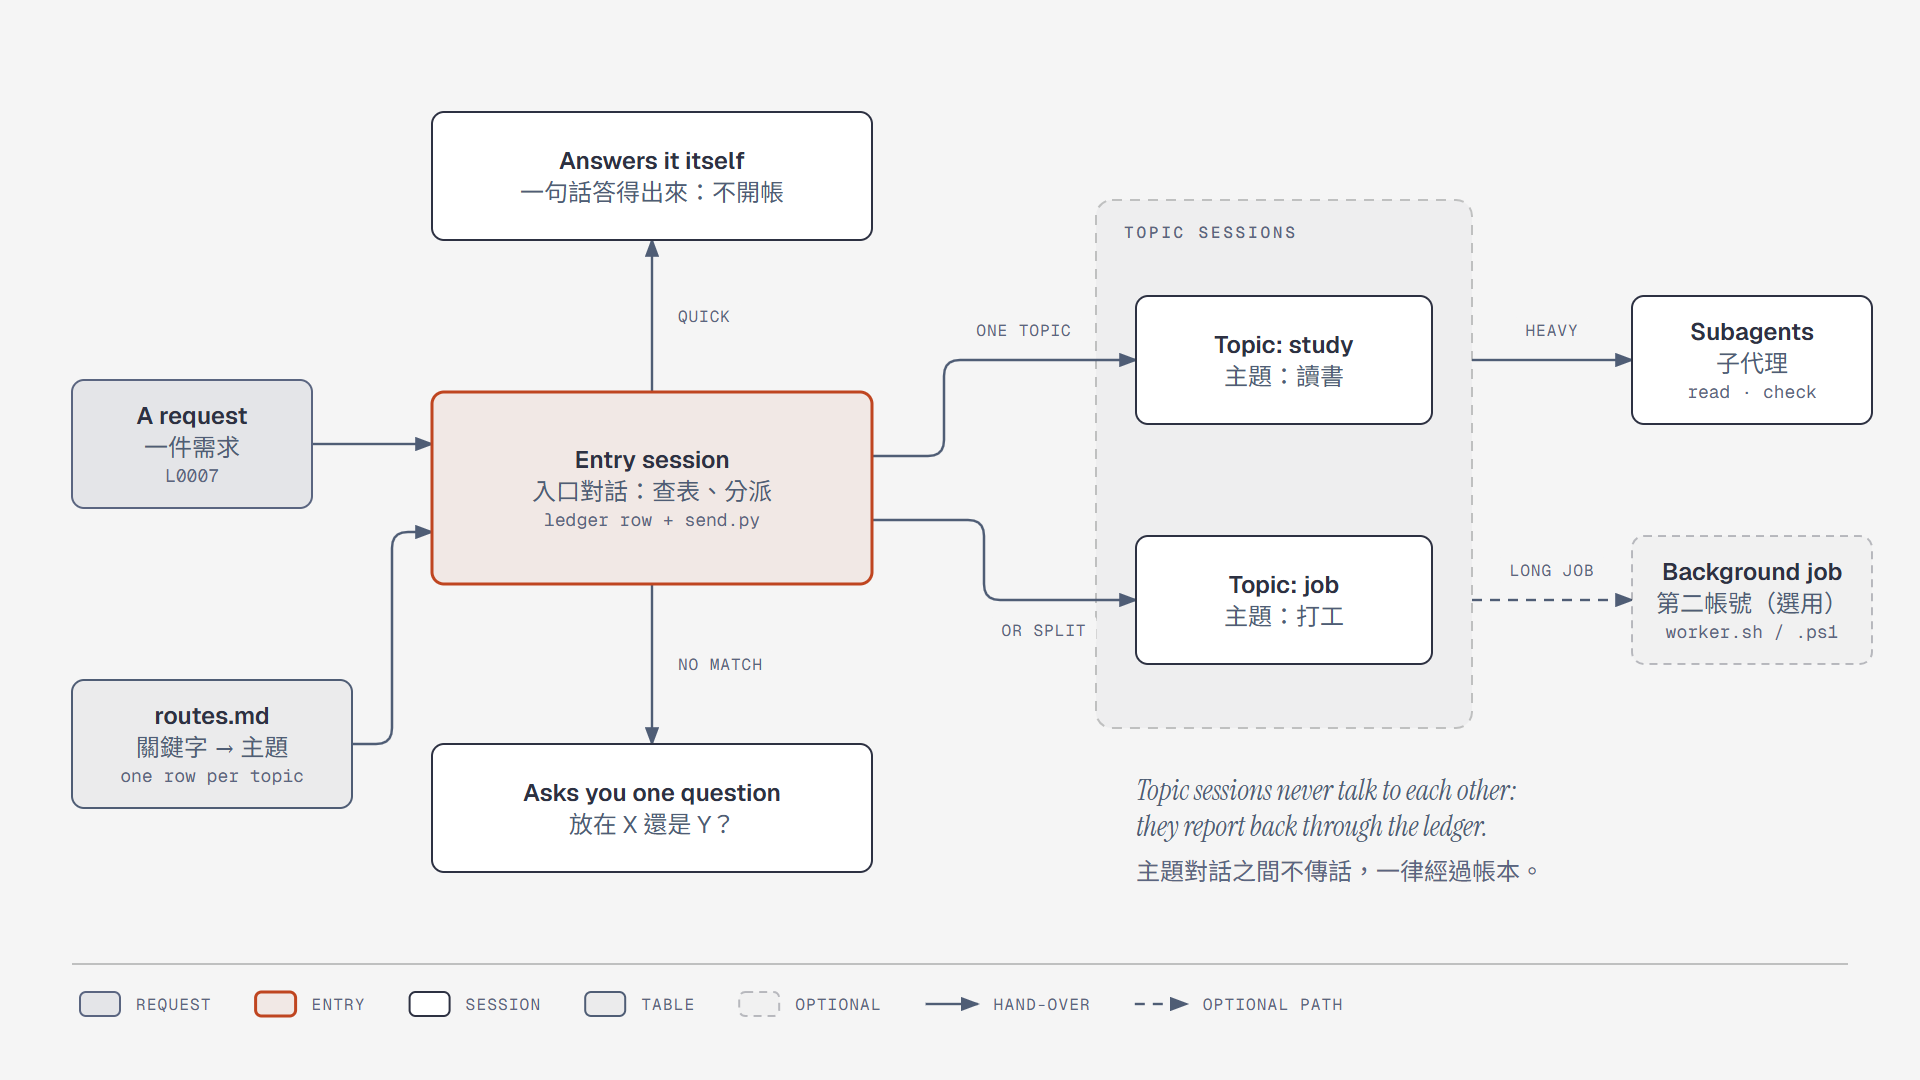 Answers it itself
一句話答得出來：不開帳
QUICK
A request
一件需求
L0007
Entry session
入口對話：查表、分派
ledger row + send.py
routes.md
關鍵字 → 主題
one row per topic
NO MATCH
Asks you one question
放在 X 還是 Y？
ONE TOPIC
OR SPLIT
TOPIC SESSIONS
Topic: study
主題：讀書
Topic: job
主題：打工
HEAVY
Subagents
子代理
read · check
LONG JOB
Background job
第二帳號（選用）
worker.sh / .ps1
Topic sessions never talk to each other:
they report back through the ledger.
主題對話之間不傳話，一律經過帳本。
REQUEST
ENTRY
SESSION
TABLE
OPTIONAL
HAND-OVER
OPTIONAL PATH